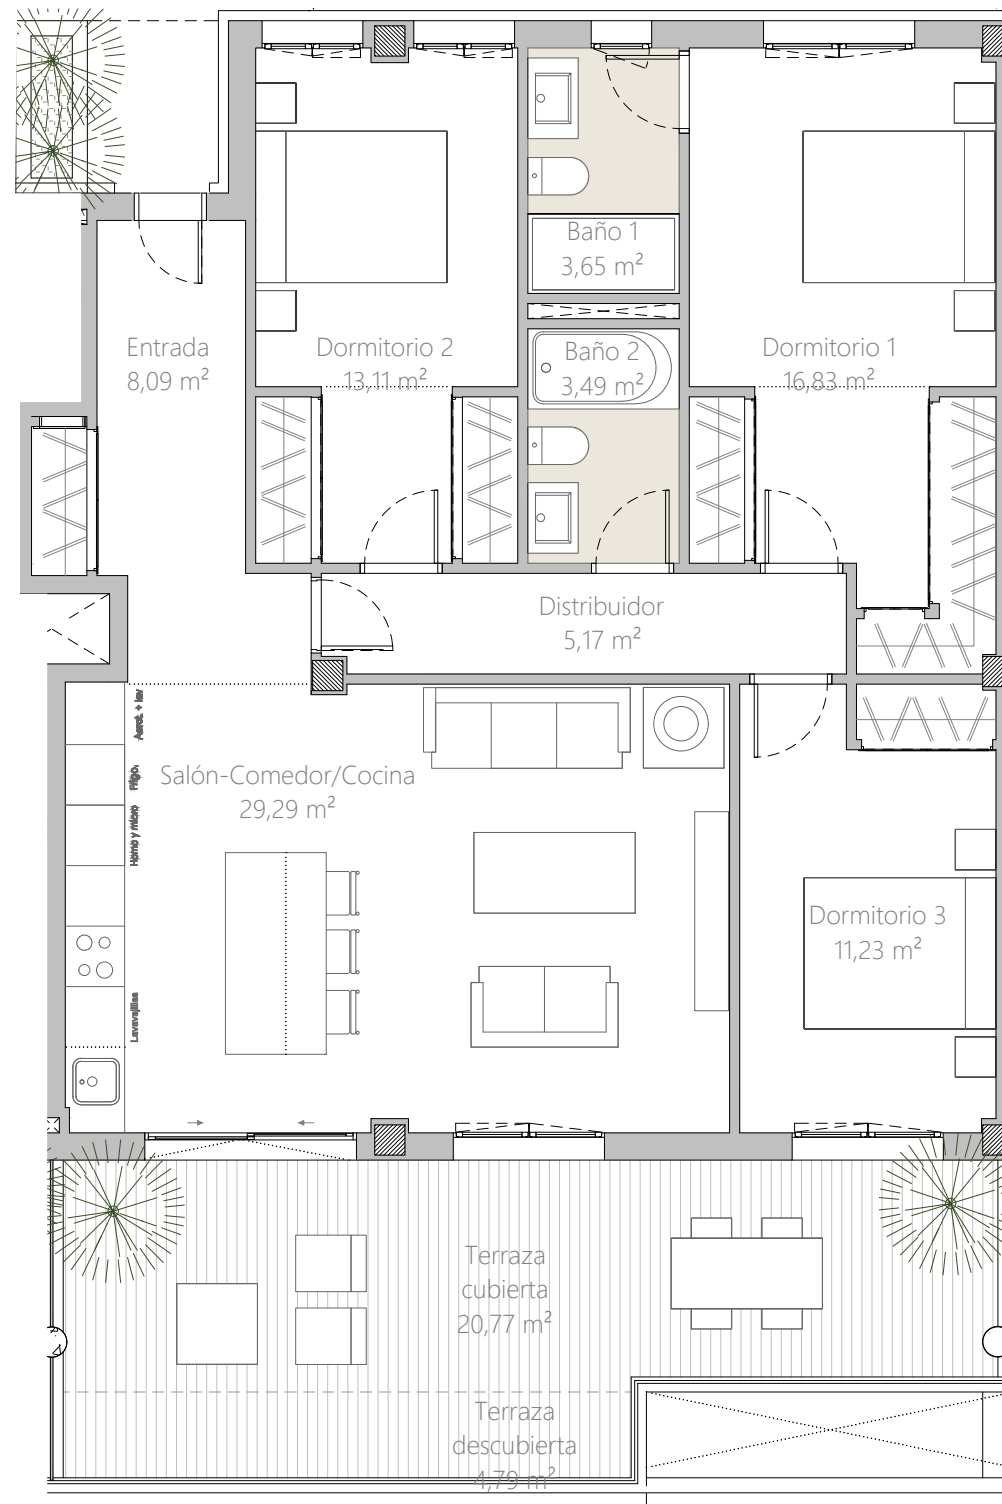 Baño 1
3,65 m²
Entrada
8,09 m²
Dormitorio 2
13,11 m²
Baño 2
3,49 m²
Dormitorio 1
16,83 m²
Distribuidor
5,17 m²
Aerot. + lav
Frigo.
Horno y micro
Lavavajillas
Salón-Comedor/Cocina
29,29 m²
Dormitorio 3
11,23 m²
Terraza
cubierta
20,77 m²
Terraza
descubierta
4,79 m²